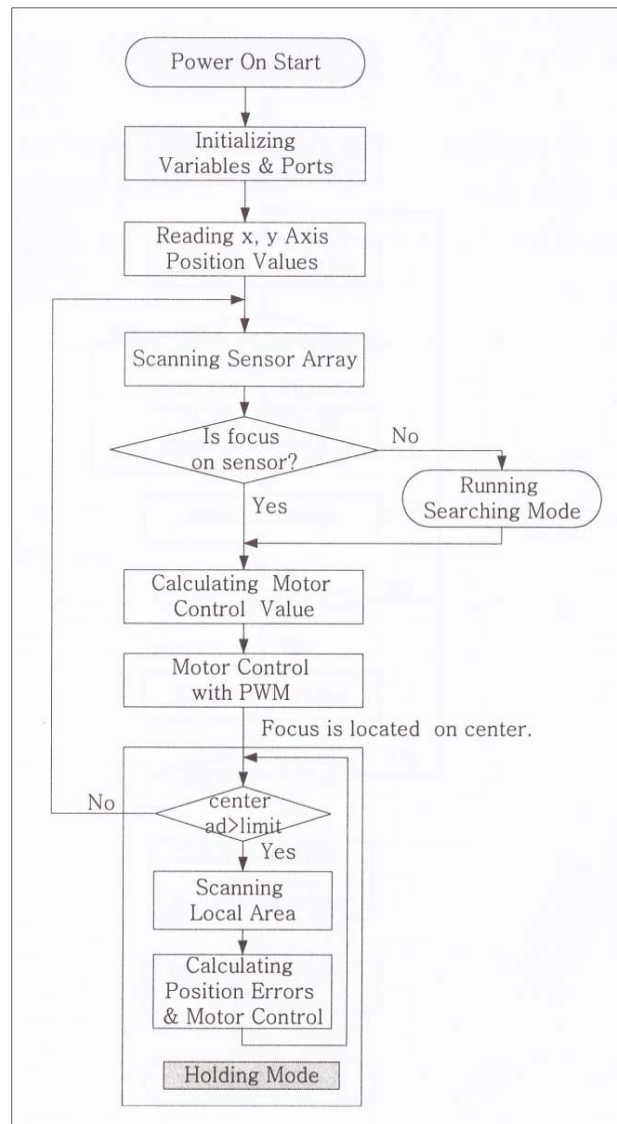 Power On Start
Initializing
Variables & Ports
Reading x, y Axis
Position Values
Scanning Sensor Array
Is focus
on sensor?
No
Yes
Running
Searching Mode
Calculating Motor
Control Value
Motor Control
with PWM
Focus is located on center.
No
center
ad>limit
Yes
Scanning
Local Area
Calculating
Position Errors
& Motor Control
Holding Mode